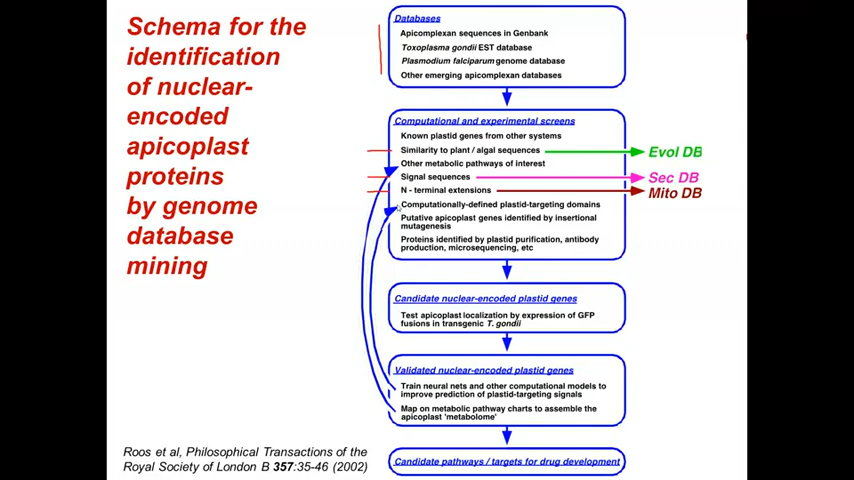 Schema for the
identification
of nuclear-
encoded
apicoplast
proteins
by genome
database
mining
Databases
Apicomplexan sequences in Genbank
Toxoplasma gondii EST database
Plasmodium falciparum genome database
Other emerging apicomplexan databases
Computational and experimental screens
Known plastid genes from other systems
Similarity to plant / algal sequences
Evol DB
Other metabolic pathways of interest
Signal sequences
Sec DB
N - terminal extensions
Mito DB
Computationally-defined plastid-targeting domains
Putative apicoplast genes identified by insertional
mutagenesis
Proteins identified by plastid purification, antibody
production, microsequencing, etc
Candidate nuclear-encoded plastid genes
Test apicoplast localization by expression of GFP
fusions in transgenic T. gondii
Validated nuclear-encoded plastid genes
Train neural nets and other computational models to
improve prediction of plastid-targeting signals
Map on metabolic pathway charts to assemble the
apicoplast 'metabolome'
Candidate pathways / targets for drug development
Roos et al, Philosophical Transactions of the
Royal Society of London B 357:35-46 (2002)